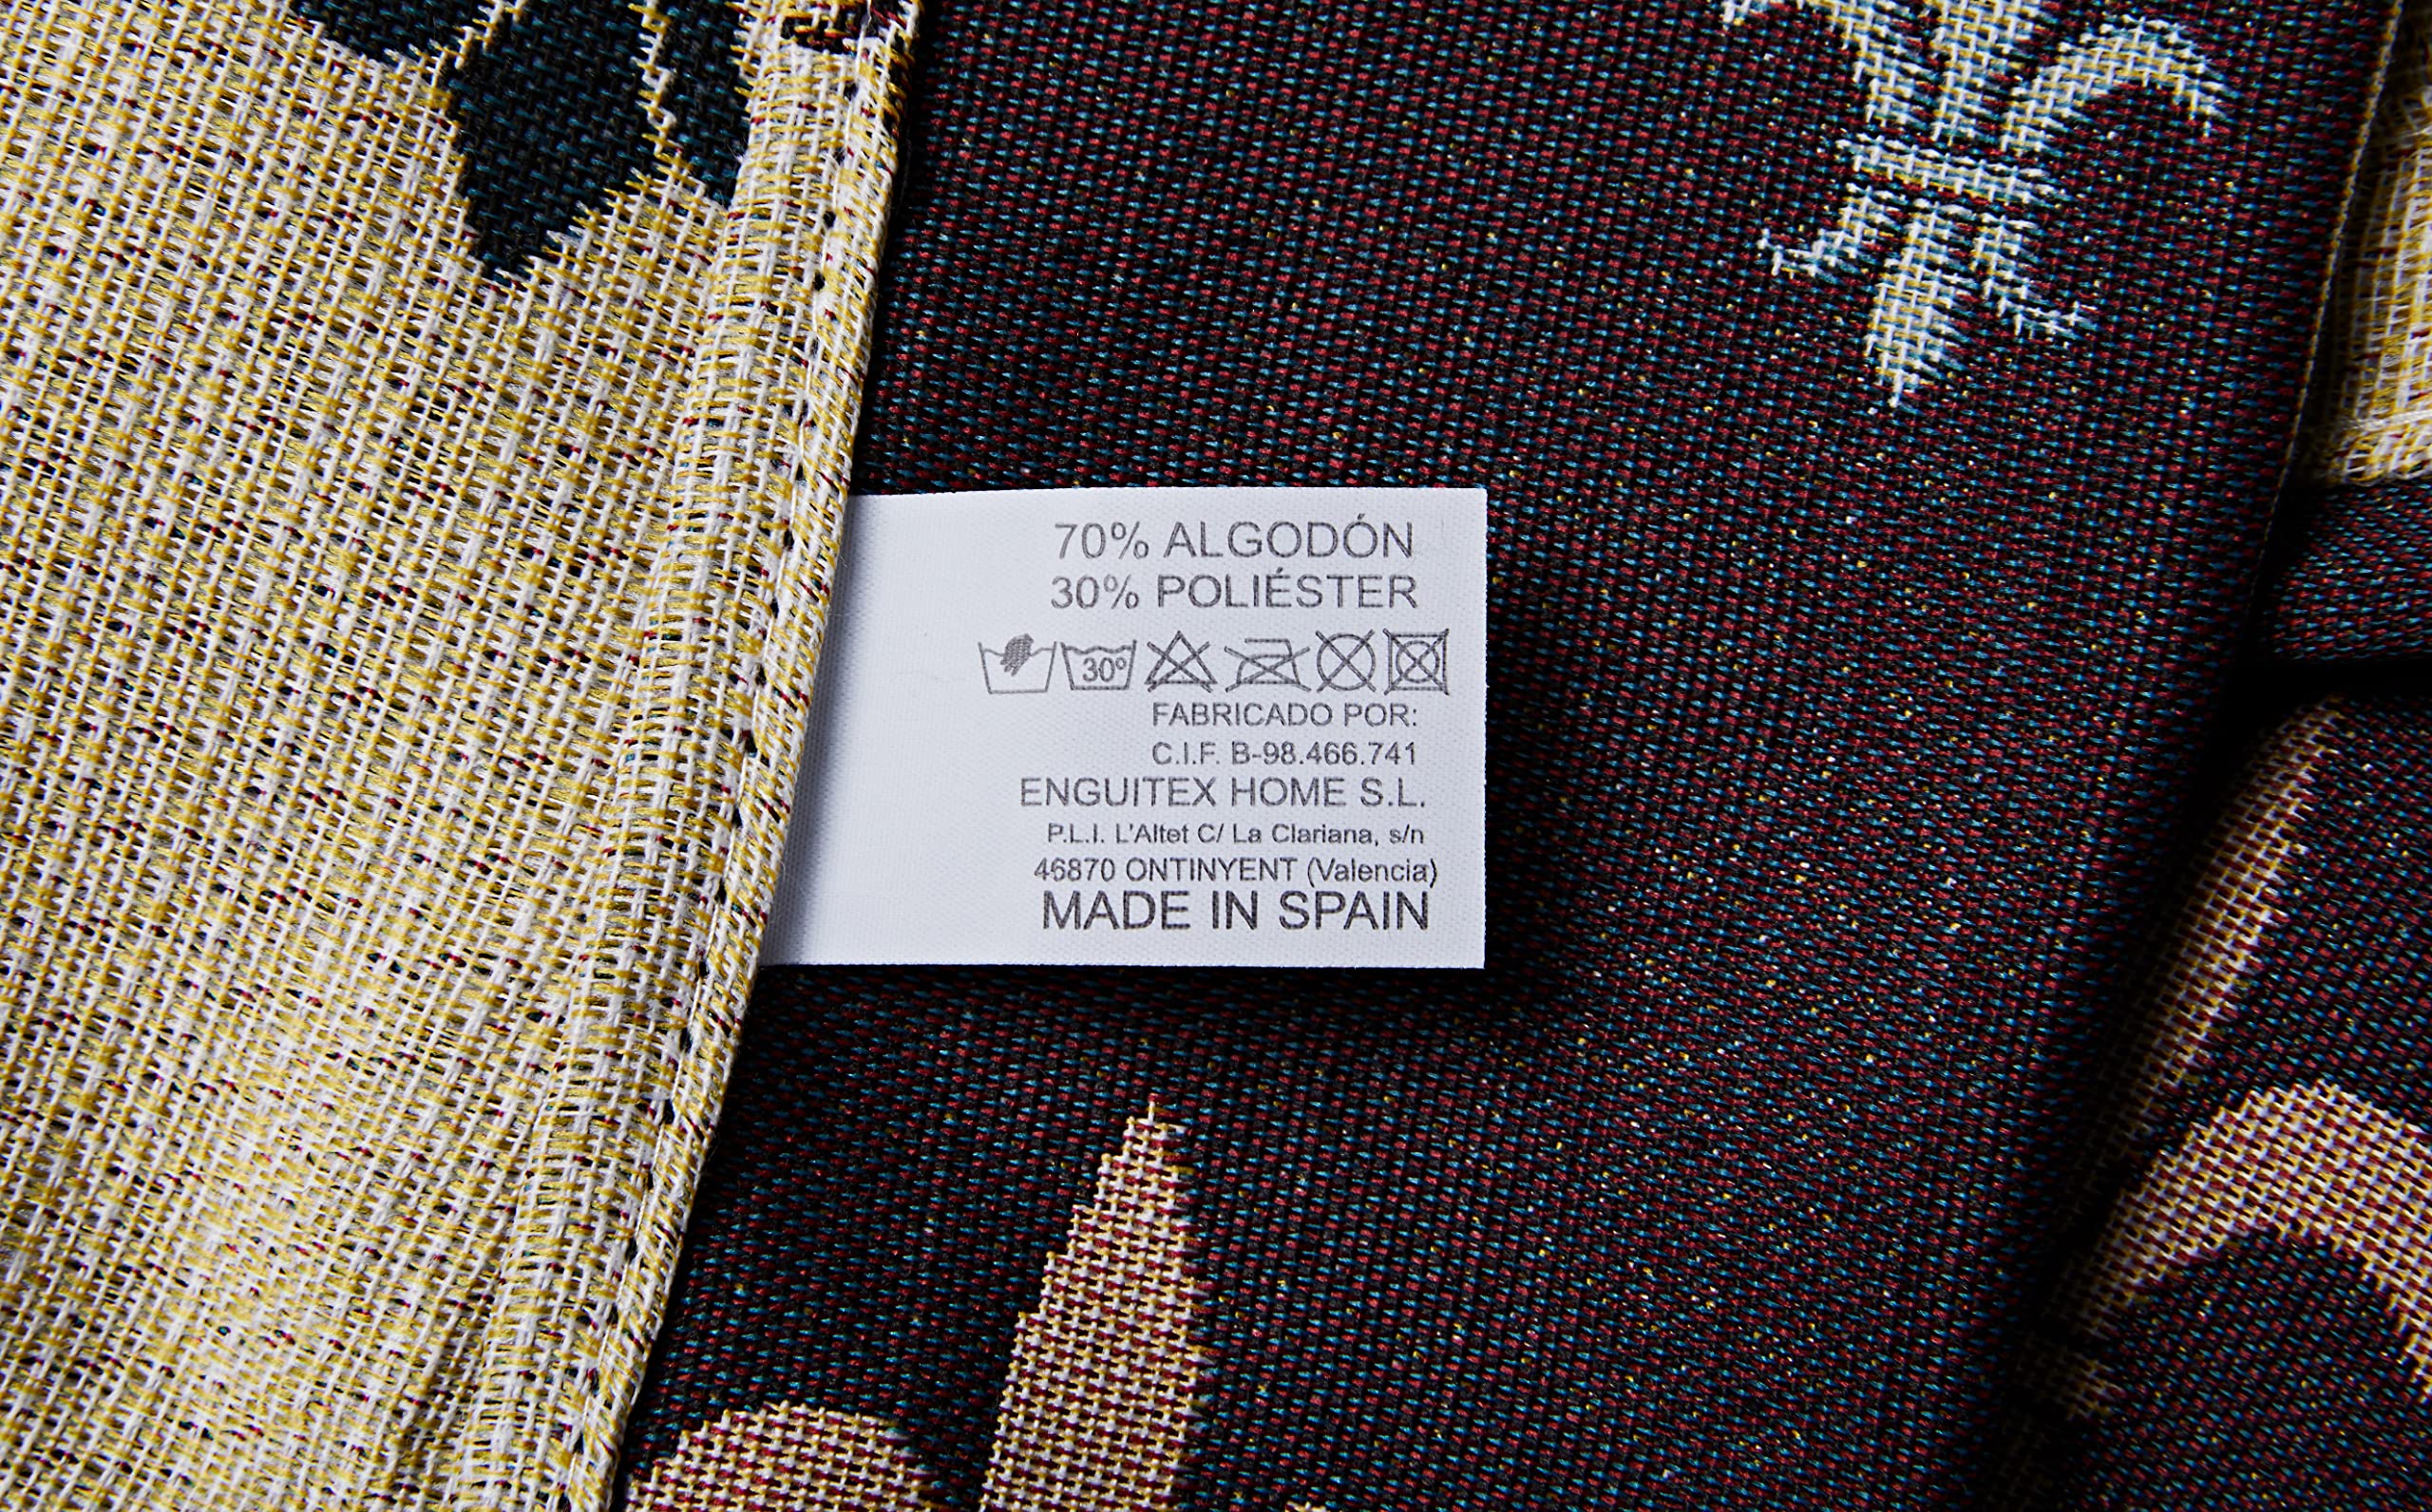 70% ALGODÓN
30% POLIÉSTER
30º
FABRICADO POR:
C.I.F. B-98.466.741
ENGUITEX HOME S.L.
P.L.I. L'Altet C/ La Clariana, s/n
46870 ONTINYENT (Valencia)
MADE IN SPAIN